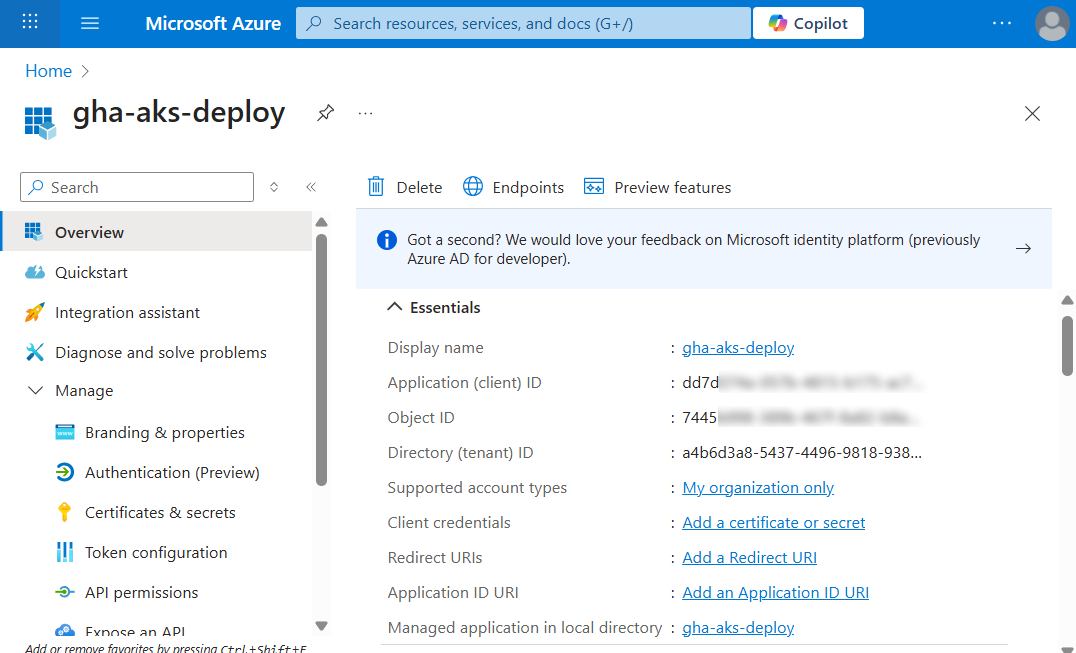 Microsoft Azure
Search resources, services, and docs (G+/)
Copilot
Home
gha-aks-deploy
Search
Delete
Endpoints
Preview features
Overview
Quickstart
Integration assistant
Diagnose and solve problems
Manage
Branding & properties
Authentication (Preview)
Certificates & secrets
Token configuration
API permissions
Expose an API
Add or remove favorites by pressing Ctrl+Shift+F
Got a second? We would love your feedback on Microsoft identity platform (previously
Azure AD for developer).
Essentials
Display name : gha-aks-deploy
Application (client) ID : dd7d
Object ID : 7445
Directory (tenant) ID : a4b6d3a8-5437-4496-9818-938...
Supported account types : My organization only
Client credentials : Add a certificate or secret
Redirect URIs : Add a Redirect URI
Application ID URI : Add an Application ID URI
Managed application in local directory : gha-aks-deploy